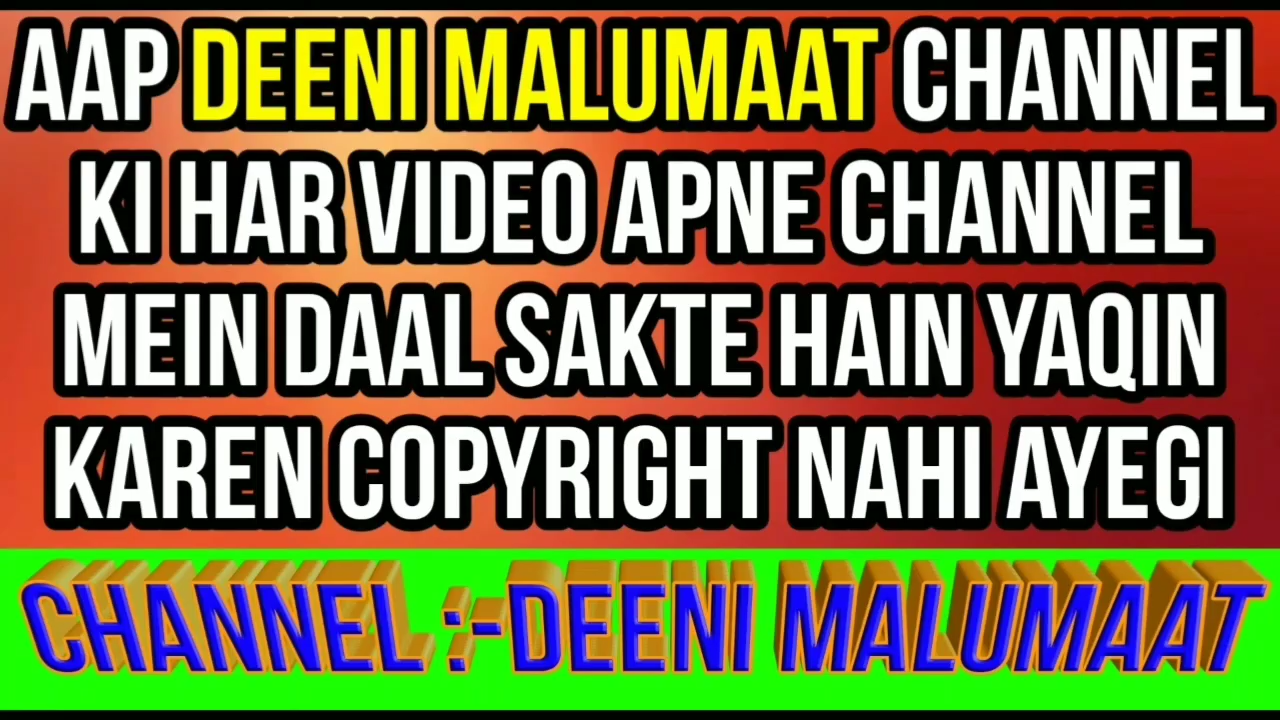 AAP DEENI MALUMAAT CHANNEL
KI HAR VIDEO APNE CHANNEL
MEIN DAAL SAKTE HAIN YAQIN
KAREN COPYRIGHT NAHI AYEGI
CHANNEL :-DEENI MALUMAAT